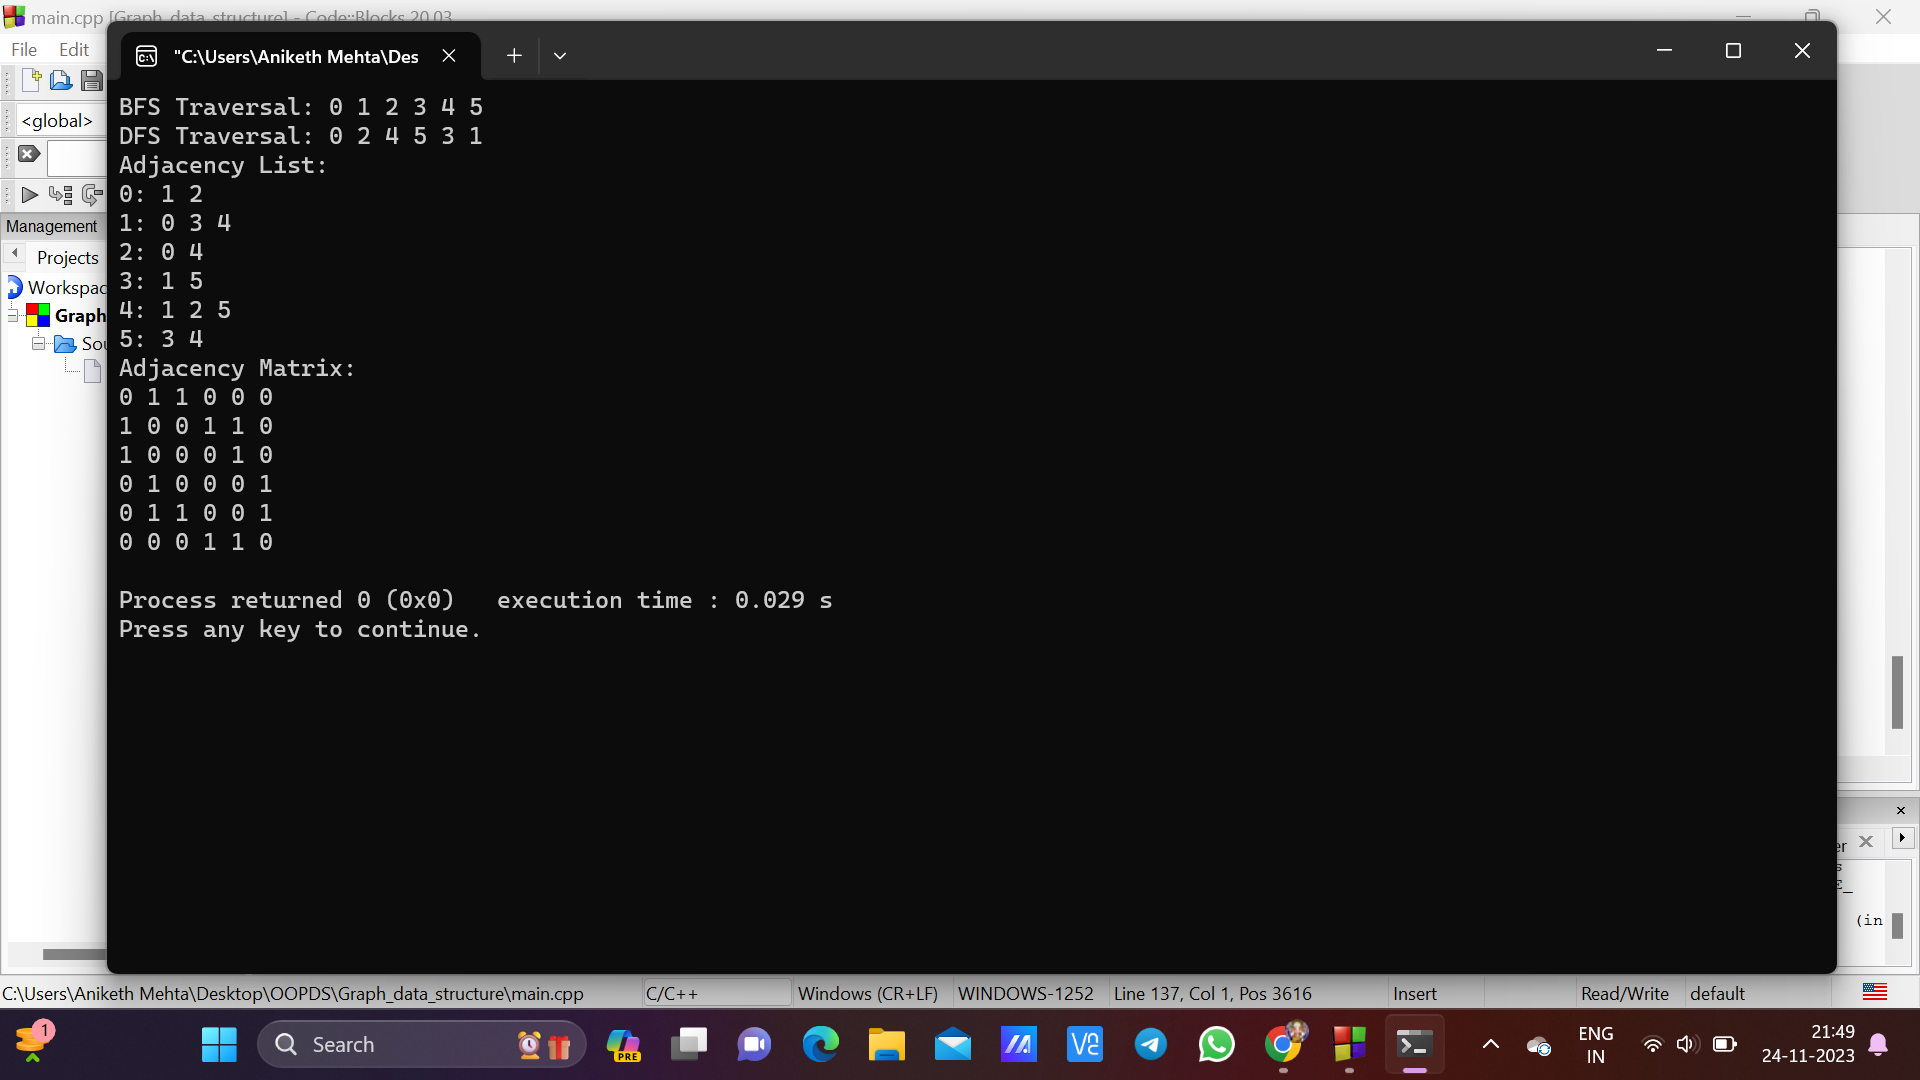 main.cpp [Graph_data_structure] - Code::Blocks 20.03
File Edit
"C:\Users\Aniketh Mehta\Des
<global>
Management
Projects
Workspac
Graph
Sou
BFS Traversal: 0 1 2 3 4 5
DFS Traversal: 0 2 4 5 3 1
Adjacency List:
0: 1 2
1: 0 3 4
2: 0 4
3: 1 5
4: 1 2 5
5: 3 4
Adjacency Matrix:
0 1 1 0 0 0
1 0 0 1 1 0
1 0 0 0 1 0
0 1 0 0 0 1
0 1 1 0 0 1
0 0 0 1 1 0
Process returned 0 (0x0)   execution time : 0.029 s
Press any key to continue.
er
s
E_
(in
C:\Users\Aniketh Mehta\Desktop\OOPDS\Graph_data_structure\main.cpp C/C++ Windows (CR+LF) WINDOWS-1252 Line 137, Col 1, Pos 3616 Insert Read/Write default
1
Search
PRE
ENG
IN
21:49
24-11-2023